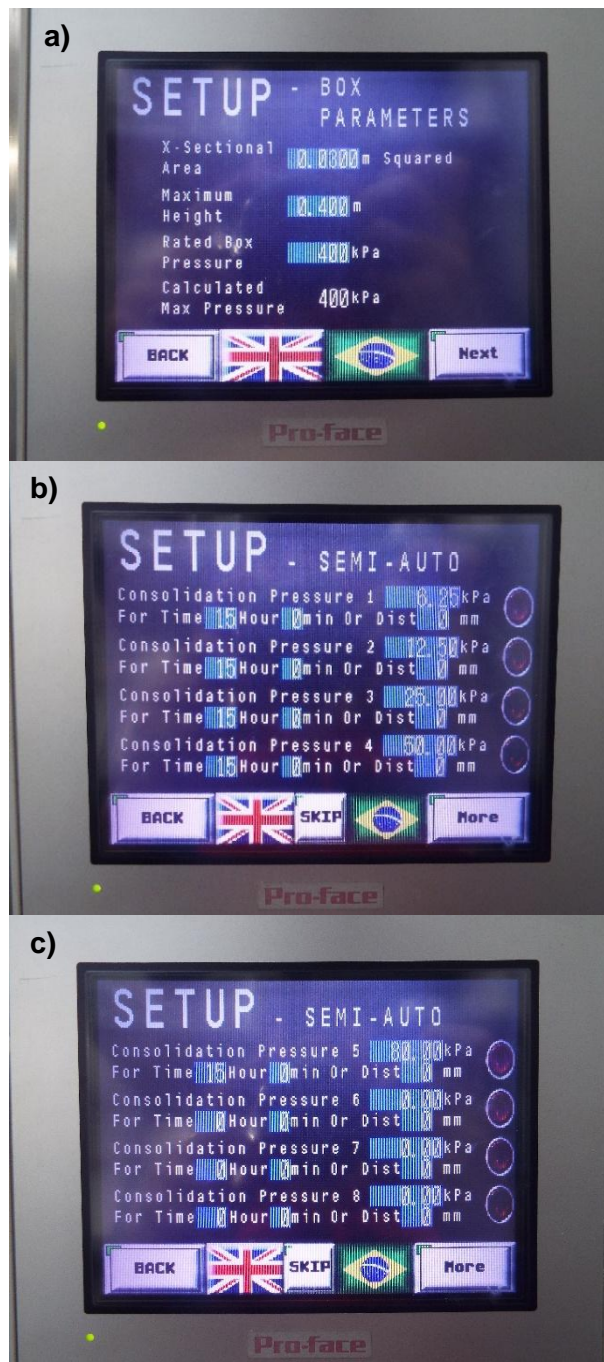 a)
SETUP - BOX
PARAMETERS
X-Sectional
Area 0.0300 m Squared
Maximum
Height 0.400 m
Rated Box
Pressure 400 kPa
Calculated
Max Pressure 400 kPa
BACK Next
Pro-face
b)
SETUP - SEMI-AUTO
Consolidation Pressure 1 6.25 kPa
For Time 15 Hour 0 min Or Dist 0 mm
Consolidation Pressure 2 12.50 kPa
For Time 15 Hour 0 min Or Dist 0 mm
Consolidation Pressure 3 25.00 kPa
For Time 15 Hour 0 min Or Dist 0 mm
Consolidation Pressure 4 50.00 kPa
For Time 15 Hour 0 min Or Dist 0 mm
BACK SKIP More
Pro-face
c)
SETUP - SEMI-AUTO
Consolidation Pressure 5 80.00 kPa
For Time 15 Hour 0 min Or Dist 0 mm
Consolidation Pressure 6 0.00 kPa
For Time 0 Hour 0 min Or Dist 0 mm
Consolidation Pressure 7 0.00 kPa
For Time 0 Hour 0 min Or Dist 0 mm
Consolidation Pressure 8 0.00 kPa
For Time 0 Hour 0 min Or Dist 0 mm
BACK SKIP More
Pro-face